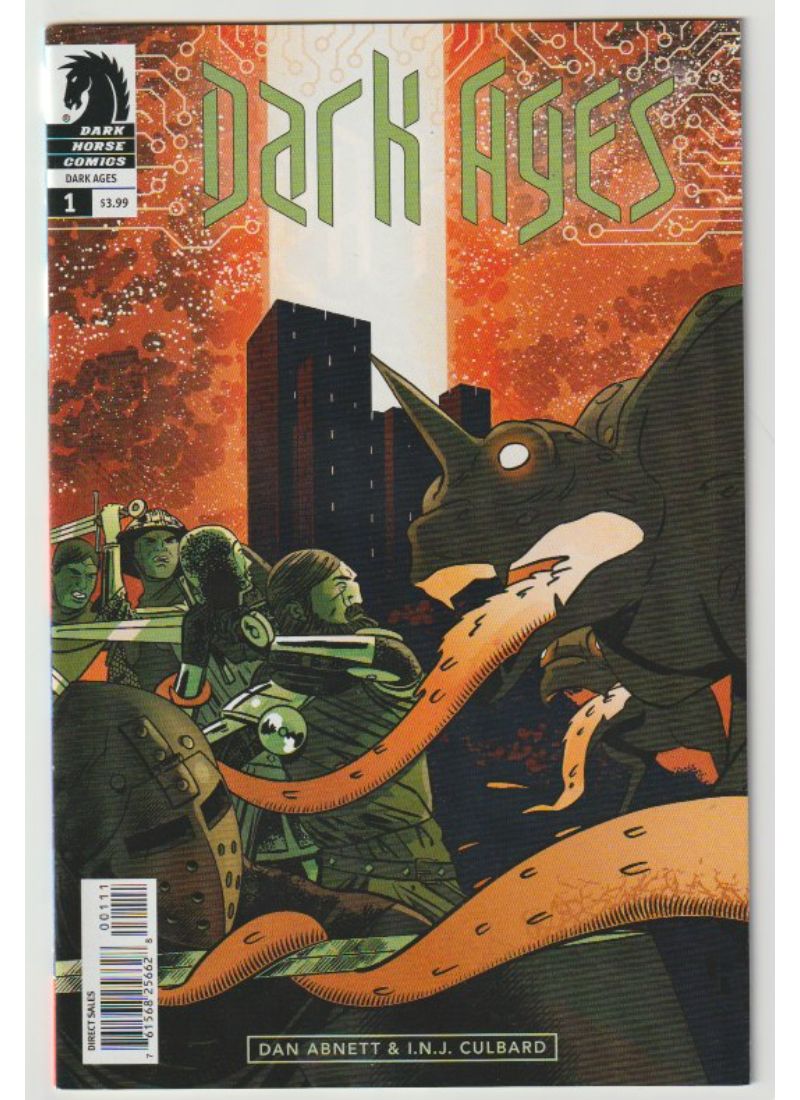 Dark Ages
®
DARK
HORSE
COMICS
DARK AGES
1 $3.99
DIRECT SALES
00111
7 61568 25662 8
DAN ABNETT & I.N.J. CULBARD